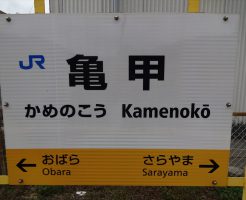 JR
亀甲
かめのこう Kamenokō
← おばら さらやま →
Obara Sarayama